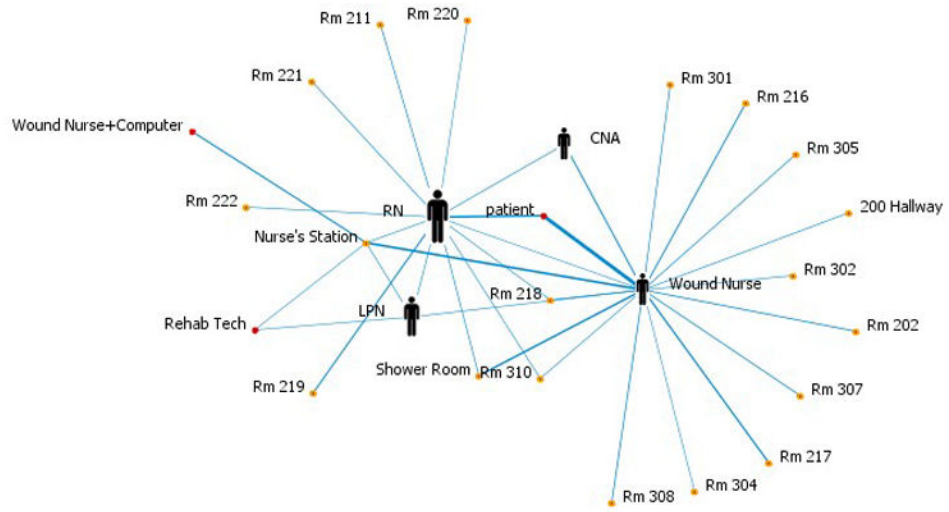 Rm 220
Rm 211
Rm 221
Rm 301
Rm 216
Wound Nurse+Computer
CNA
Rm 305
Rm 222
RN
patient
200 Hallway
Nurse's Station
Rm 302
Wound Nurse
Rm 218
LPN
Rehab Tech
Rm 202
Shower Room
Rm 310
Rm 219
Rm 307
Rm 217
Rm 304
Rm 308